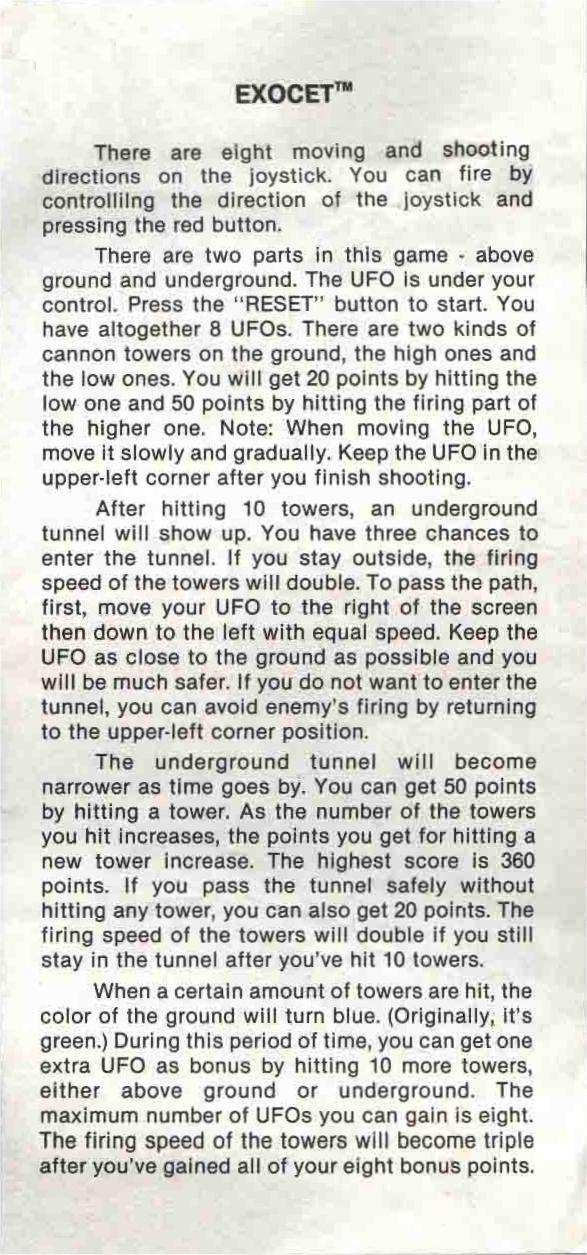 EXOCET™
There are eight moving and shooting
directions on the joystick. You can fire by
controllilng the direction of the joystick and
pressing the red button.
There are two parts in this game - above
ground and underground. The UFO is under your
control. Press the "RESET" button to start. You
have altogether 8 UFOs. There are two kinds of
cannon towers on the ground, the high ones and
the low ones. You will get 20 points by hitting the
low one and 50 points by hitting the firing part of
the higher one. Note: When moving the UFO,
move it slowly and gradually. Keep the UFO in the
upper-left corner after you finish shooting.
After hitting 10 towers, an underground
tunnel will show up. You have three chances to
enter the tunnel. If you stay outside, the firing
speed of the towers will double. To pass the path,
first, move your UFO to the right of the screen
then down to the left with equal speed. Keep the
UFO as close to the ground as possible and you
will be much safer. If you do not want to enter the
tunnel, you can avoid enemy's firing by returning
to the upper-left corner position.
The underground tunnel will become
narrower as time goes by. You can get 50 points
by hitting a tower. As the number of the towers
you hit increases, the points you get for hitting a
new tower increase. The highest score is 360
points. If you pass the tunnel safely without
hitting any tower, you can also get 20 points. The
firing speed of the towers will double if you still
stay in the tunnel after you've hit 10 towers.
When a certain amount of towers are hit, the
color of the ground will turn blue. (Originally, it's
green.) During this period of time, you can get one
extra UFO as bonus by hitting 10 more towers,
either above ground or underground. The
maximum number of UFOs you can gain is eight.
The firing speed of the towers will become triple
after you've gained all of your eight bonus points.